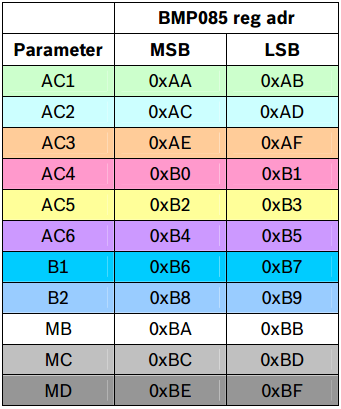 BMP085 reg adr
Parameter MSB LSB
AC1 0xAA 0xAB
AC2 0xAC 0xAD
AC3 0xAE 0xAF
AC4 0xB0 0xB1
AC5 0xB2 0xB3
AC6 0xB4 0xB5
B1 0xB6 0xB7
B2 0xB8 0xB9
MB 0xBA 0xBB
MC 0xBC 0xBD
MD 0xBE 0xBF